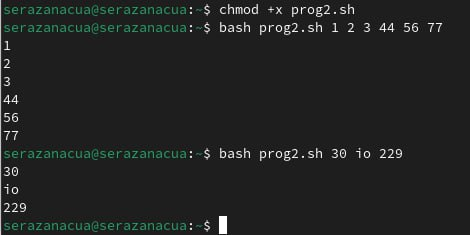 serazanacua@serazanacua:~$ chmod +x prog2.sh
serazanacua@serazanacua:~$ bash prog2.sh 1 2 3 44 56 77
1
2
3
44
56
77
serazanacua@serazanacua:~$ bash prog2.sh 30 io 229
30
io
229
serazanacua@serazanacua:~$